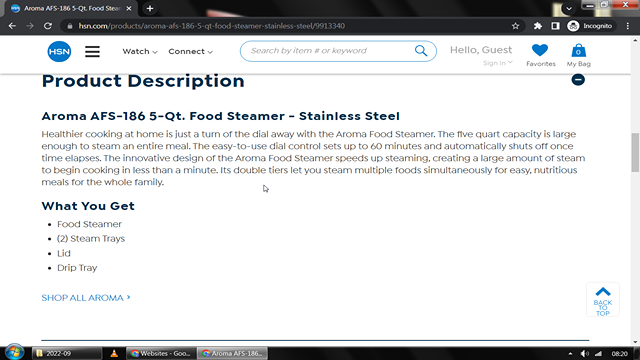 Aroma AFS-186 5-Qt. Food Steam
hsn.com/products/aroma-afs-186-5-qt-food-steamer-stainless-steel/9913340
Incognito
HSN
Watch
Connect
Search by item # or keyword
Hello, Guest
Sign In
Favorites
0
My Bag
Product Description
Aroma AFS-186 5-Qt. Food Steamer - Stainless Steel
Healthier cooking at home is just a turn of the dial away with the Aroma Food Steamer. The five quart capacity is large
enough to steam an entire meal. The easy-to-use dial control sets up to 60 minutes and automatically shuts off once
time elapses. The innovative design of the Aroma Food Steamer speeds up steaming, creating a large amount of steam
to begin cooking in less than a minute. Its double tiers let you steam multiple foods simultaneously for easy, nutritious
meals for the whole family.
What You Get
• Food Steamer
• (2) Steam Trays
• Lid
• Drip Tray
SHOP ALL AROMA >
BACK
TO
TOP
2022-09
Websites - Goo...
Aroma AFS-186...
08:20